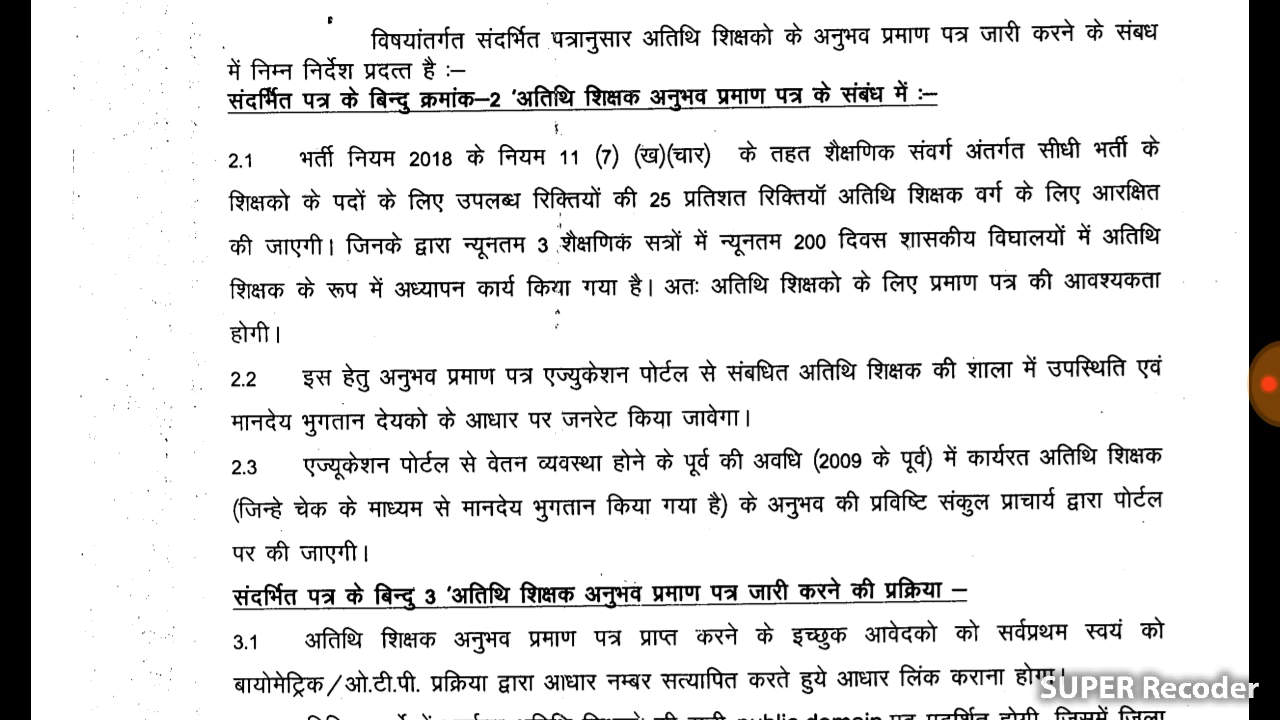 विषयांतर्गत संदर्भित पत्रानुसार अतिथि शिक्षको के अनुभव प्रमाण पत्र जारी करने के संबध
में निम्न निर्देश प्रदत्त है :–
संदर्भित पत्र के बिन्दु क्रमांक–2 'अतिथि शिक्षक अनुभव प्रमाण पत्र के संबंध में :–
2.1 भर्ती नियम 2018 के नियम 11 (7) (ख)(चार) के तहत शैक्षणिक संवर्ग अंतर्गत सीधी भर्ती के
शिक्षको के पदों के लिए उपलब्ध रिक्तियों की 25 प्रतिशत रिक्तियॉ अतिथि शिक्षक वर्ग के लिए आरक्षित
की जाएगी। जिनके द्वारा न्यूनतम 3 शैक्षणिक सत्रों में न्यूनतम 200 दिवस शासकीय विघालयों में अतिथि
शिक्षक के रूप में अध्यापन कार्य किया गया है। अतः अतिथि शिक्षको के लिए प्रमाण पत्र की आवश्यकता
होगी।
2.2 इस हेतु अनुभव प्रमाण पत्र एज्युकेशन पोर्टल से संबधित अतिथि शिक्षक की शाला में उपस्थिति एवं
मानदेय भुगतान देयको के आधार पर जनरेट किया जावेगा।
2.3 एज्यूकेशन पोर्टल से वेतन व्यवस्था होने के पूर्व की अवधि (2009 के पूर्व) में कार्यरत अतिथि शिक्षक
(जिन्हे चेक के माध्यम से मानदेय भुगतान किया गया है) के अनुभव की प्रविष्टि संकुल प्राचार्य द्वारा पोर्टल
पर की जाएगी।
संदर्भित पत्र के बिन्दु 3 'अतिथि शिक्षक अनुभव प्रमाण पत्र जारी करने की प्रक्रिया –
3.1 अतिथि शिक्षक अनुभव प्रमाण पत्र प्राप्त करने के इच्छुक आवेदको को सर्वप्रथम स्वयं को
बायोमेट्रिक/ओ.टी.पी. प्रक्रिया द्वारा आधार नम्बर सत्यापित करते हुये आधार लिंक कराना होगा।
SUPER Recoder